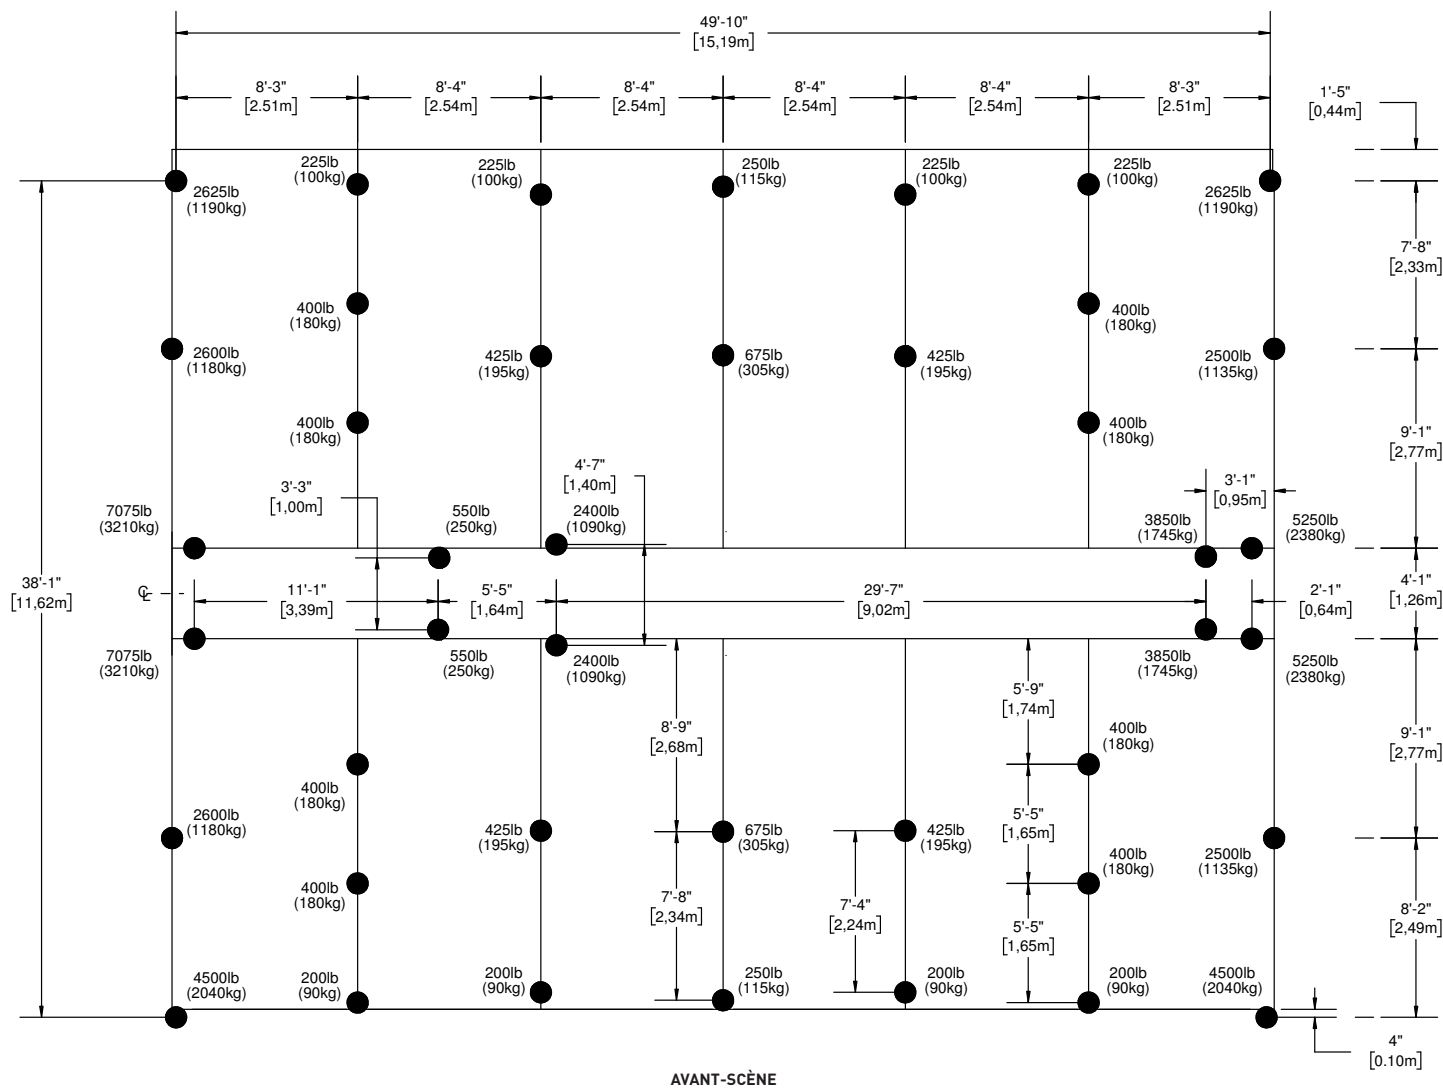 49'-10"
[15,19m]
8'-3"
[2.51m]
8'-4"
[2.54m]
8'-4"
[2.54m]
8'-4"
[2.54m]
8'-4"
[2.54m]
8'-3"
[2.51m]
1'-5"
[0,44m]
225lb
(100kg)
225lb
(100kg)
250lb
(115kg)
225lb
(100kg)
225lb
(100kg)
2625lb
(1190kg)
2625lb
(1190kg)
7'-8"
[2,33m]
400lb
(180kg)
400lb
(180kg)
2600lb
(1180kg)
425lb
(195kg)
675lb
(305kg)
425lb
(195kg)
2500lb
(1135kg)
400lb
(180kg)
400lb
(180kg)
9'-1"
[2,77m]
4'-7"
[1,40m]
3'-3"
[1,00m]
3'-1"
[0,95m]
7075lb
(3210kg)
550lb
(250kg)
2400lb
(1090kg)
3850lb
(1745kg)
5250lb
(2380kg)
38'-1"
[11,62m]
℄
11'-1"
[3,39m]
5'-5"
[1,64m]
29'-7"
[9,02m]
2'-1"
[0,64m]
4'-1"
[1,26m]
7075lb
(3210kg)
550lb
(250kg)
2400lb
(1090kg)
3850lb
(1745kg)
5250lb
(2380kg)
5'-9"
[1,74m]
8'-9"
[2,68m]
400lb
(180kg)
9'-1"
[2,77m]
400lb
(180kg)
2600lb
(1180kg)
425lb
(195kg)
675lb
(305kg)
425lb
(195kg)
5'-5"
[1,65m]
400lb
(180kg)
2500lb
(1135kg)
400lb
(180kg)
7'-8"
[2,34m]
7'-4"
[2,24m]
5'-5"
[1,65m]
8'-2"
[2,49m]
4500lb
(2040kg)
200lb
(90kg)
200lb
(90kg)
250lb
(115kg)
200lb
(90kg)
200lb
(90kg)
4500lb
(2040kg)
4"
[0.10m]
AVANT-SCÈNE